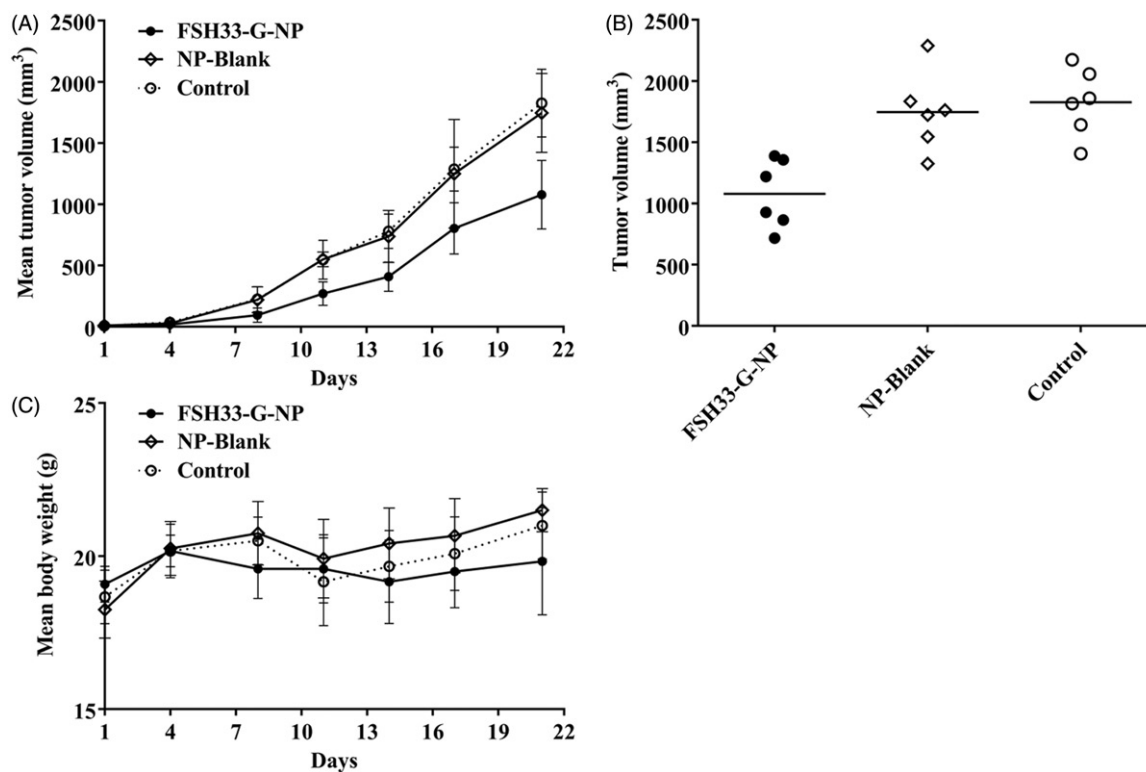 (A)
2500
2000
1500
1000
500
0
Mean tumor volume (mm³)
FSH33-G-NP
NP-Blank
Control
1 4 7 10 13 16 19 22
Days
(B)
2500
2000
1500
1000
500
0
Tumor volume (mm³)
FSH33-G-NP
NP-Blank
Control
(C)
25
20
15
Mean body weight (g)
FSH33-G-NP
NP-Blank
Control
1 4 7 10 13 16 19 22
Days